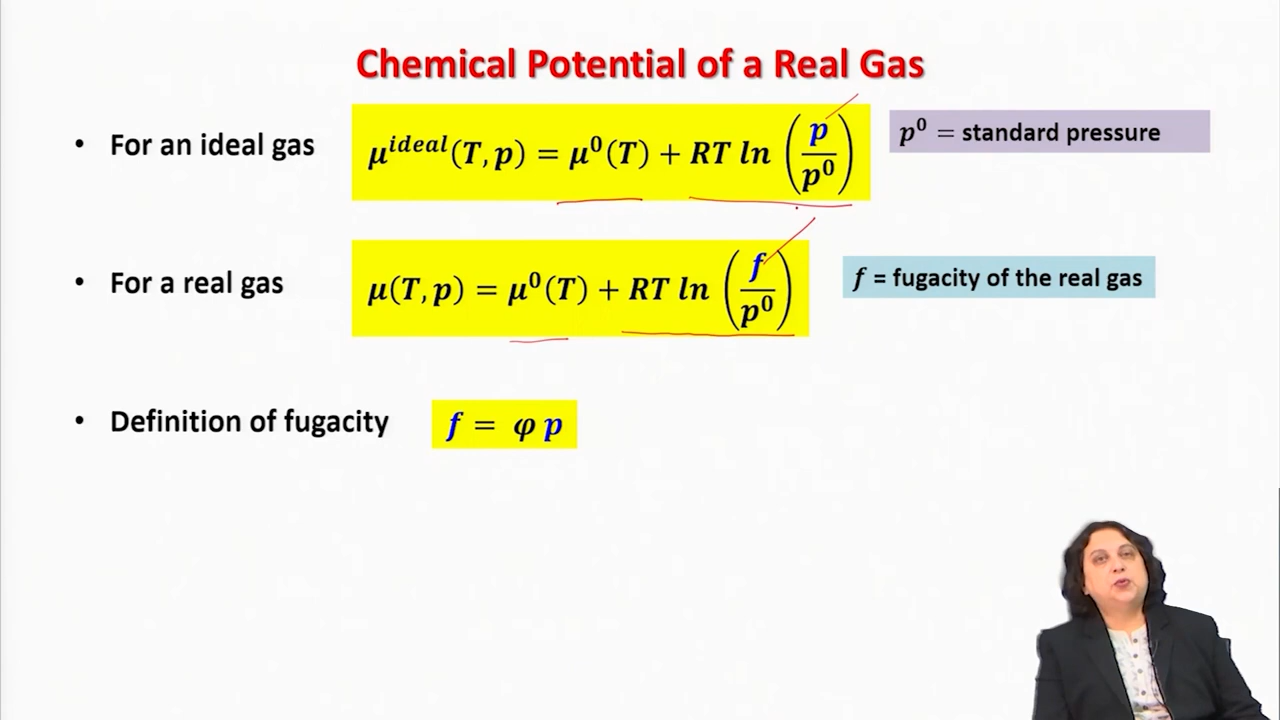 Chemical Potential of a Real Gas
• For an ideal gas μ^{ideal}(T, p) = μ⁰(T) + RT ln (p/p⁰) p⁰ = standard pressure
• For a real gas μ(T, p) = μ⁰(T) + RT ln (f/p⁰) f = fugacity of the real gas
• Definition of fugacity f = φ p